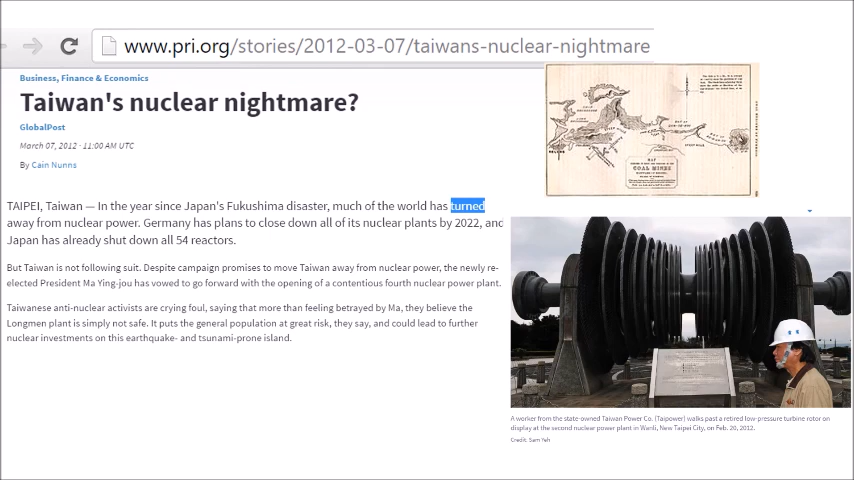 www.pri.org/stories/2012-03-07/taiwans-nuclear-nightmare
Business, Finance & Economics
Taiwan's nuclear nightmare?
GlobalPost
March 07, 2012 · 11:00 AM UTC
By Cain Nunns
TAIPEI, Taiwan — In the year since Japan's Fukushima disaster, much of the world has turned
away from nuclear power. Germany has plans to close down all of its nuclear plants by 2022, and
Japan has already shut down all 54 reactors.
But Taiwan is not following suit. Despite campaign promises to move Taiwan away from nuclear power, the newly re-
elected President Ma Ying-jou has vowed to go forward with the opening of a contentious fourth nuclear power plant.
Taiwanese anti-nuclear activists are crying foul, saying that more than feeling betrayed by Ma, they believe the
Longmen plant is simply not safe. It puts the general population at great risk, they say, and could lead to further
nuclear investments on this earthquake- and tsunami-prone island.
MAP
COAL MINES
A worker from the state-owned Taiwan Power Co. (Taipower) walks past a retired low-pressure turbine rotor on
display at the second nuclear power plant in Wanli, New Taipei City, on Feb. 20, 2012.
Credit: Sam Yeh